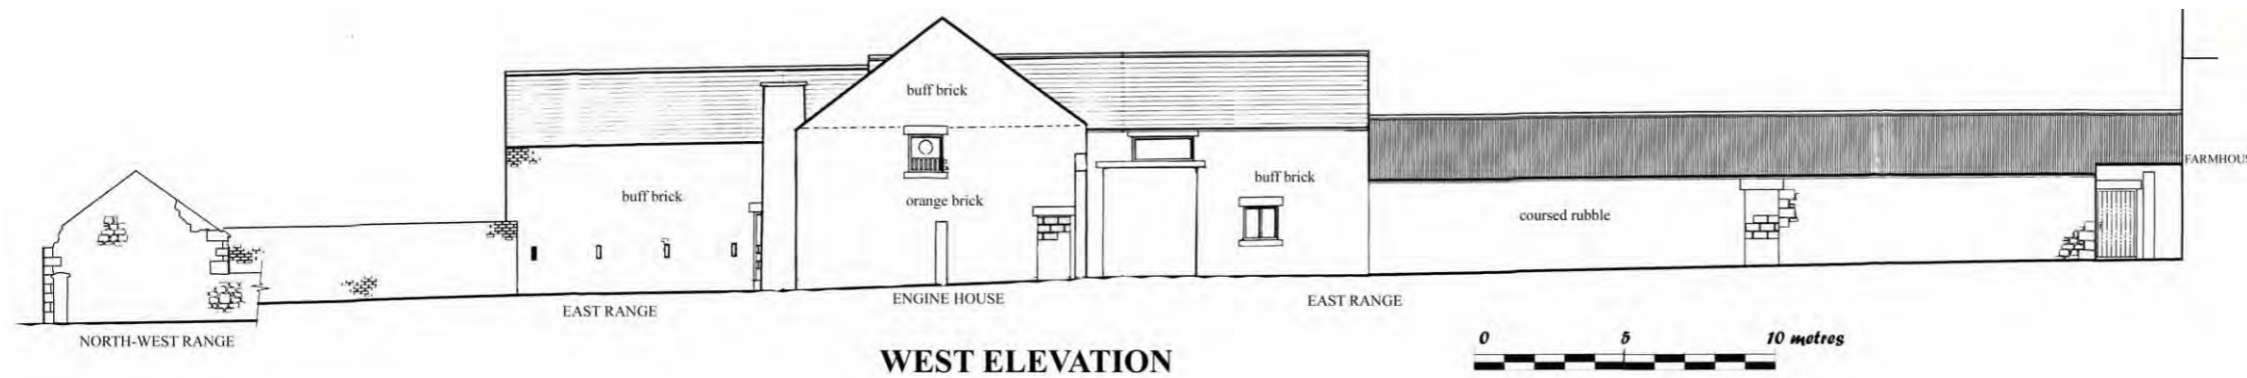 buff brick
FARMHOUS
buff brick
buff brick
orange brick
coursed rubble
ENGINE HOUSE
EAST RANGE
EAST RANGE
NORTH-WEST RANGE
WEST ELEVATION
0 5 10 metres